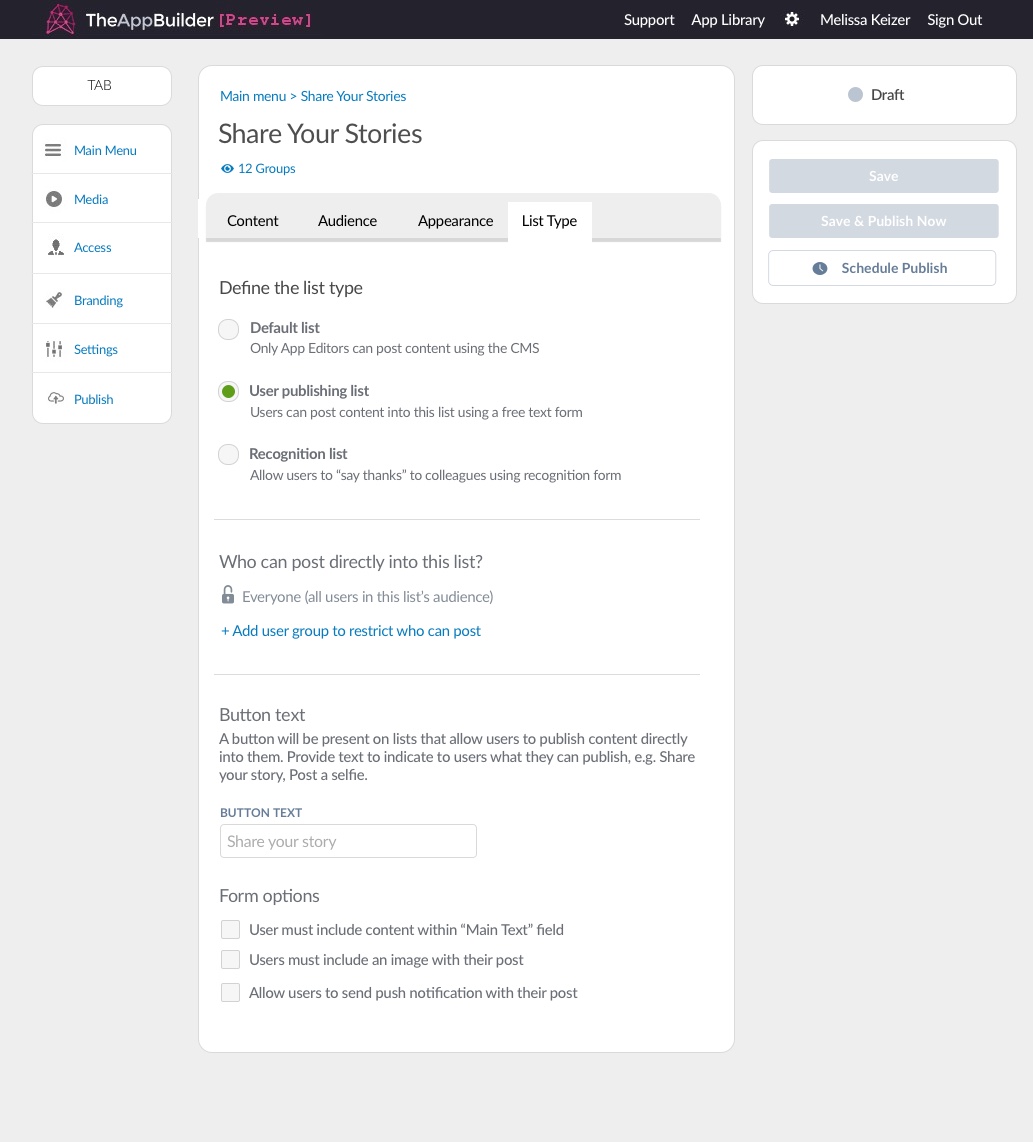 TheAppBuilder [Preview]
Support App Library Melissa Keizer Sign Out
TAB
Main Menu
Media
Access
Branding
Settings
Publish
Main menu > Share Your Stories
Share Your Stories
12 Groups
Content Audience Appearance List Type
Define the list type
Default list
Only App Editors can post content using the CMS
User publishing list
Users can post content into this list using a free text form
Recognition list
Allow users to “say thanks” to colleagues using recognition form
Who can post directly into this list?
Everyone (all users in this list’s audience)
+ Add user group to restrict who can post
Button text
A button will be present on lists that allow users to publish content directly
into them. Provide text to indicate to users what they can publish, e.g. Share
your story, Post a selfie.
BUTTON TEXT
Share your story
Form options
User must include content within “Main Text” field
Users must include an image with their post
Allow users to send push notification with their post
Draft
Save
Save & Publish Now
Schedule Publish